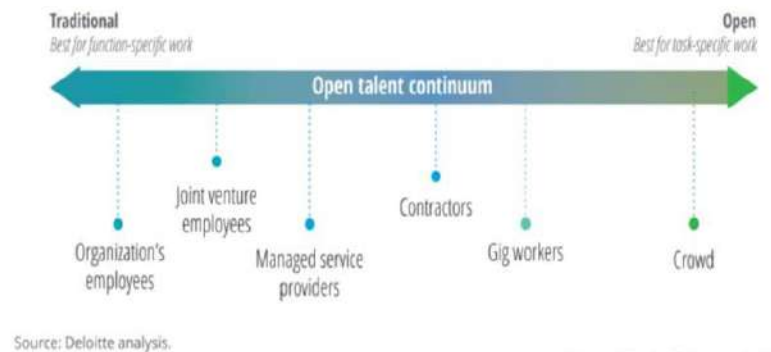 Traditional
Best for function-specific work
Open
Best for task-specific work
Open talent continuum
Organization's
employees
Joint venture
employees
Managed service
providers
Contractors
Gig workers
Crowd
Source: Deloitte analysis.